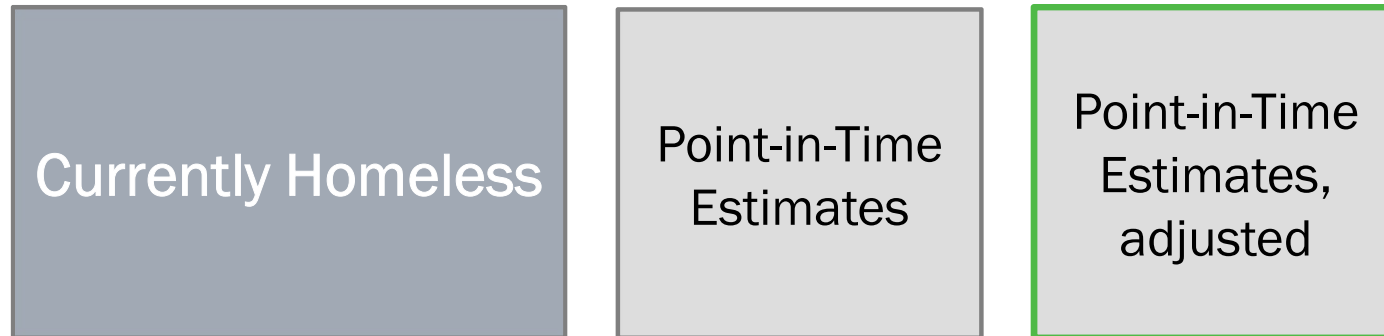 Currently Homeless
Point-in-Time
Estimates
Point-in-Time
Estimates,
adjusted